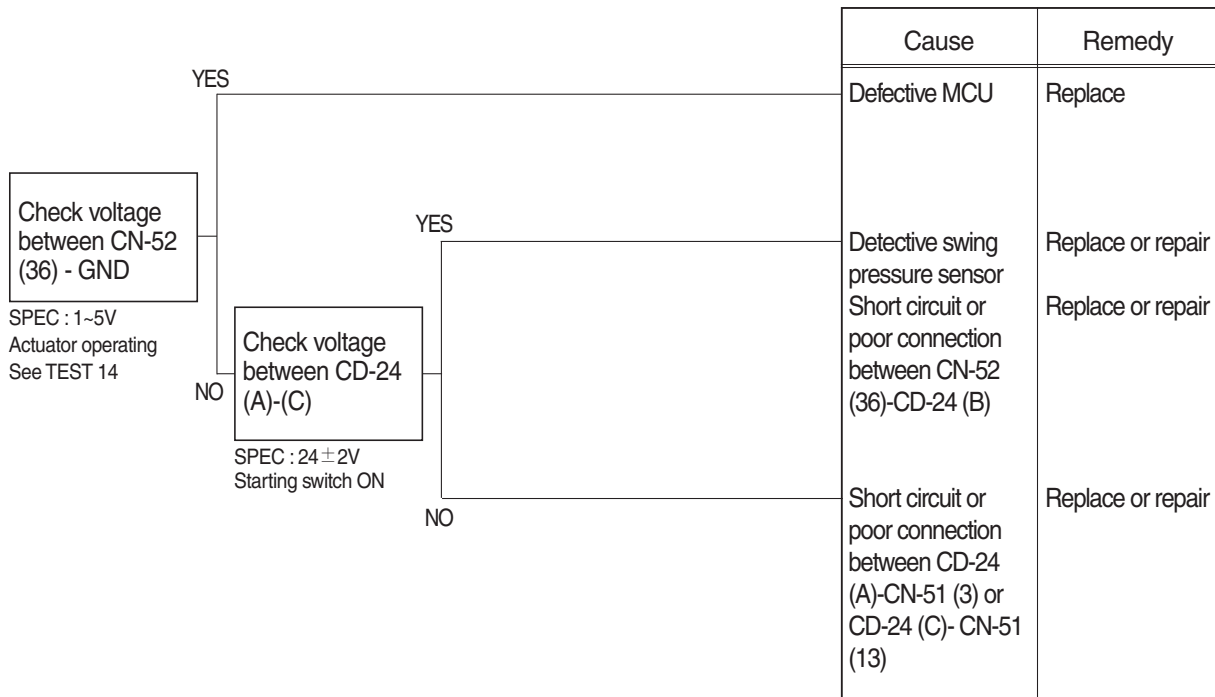 Cause
Remedy
YES
Defective MCU
Replace
Check voltage
between CN-52
(36) - GND
SPEC : 1~5V
Actuator operating
See TEST 14
YES
Detective swing
pressure sensor
Replace or repair
Short circuit or
poor connection
between CN-52
(36)-CD-24 (B)
Replace or repair
NO
Check voltage
between CD-24
(A)-(C)
SPEC : 24±2V
Starting switch ON
NO
Short circuit or
poor connection
between CD-24
(A)-CN-51 (3) or
CD-24 (C)- CN-51
(13)
Replace or repair